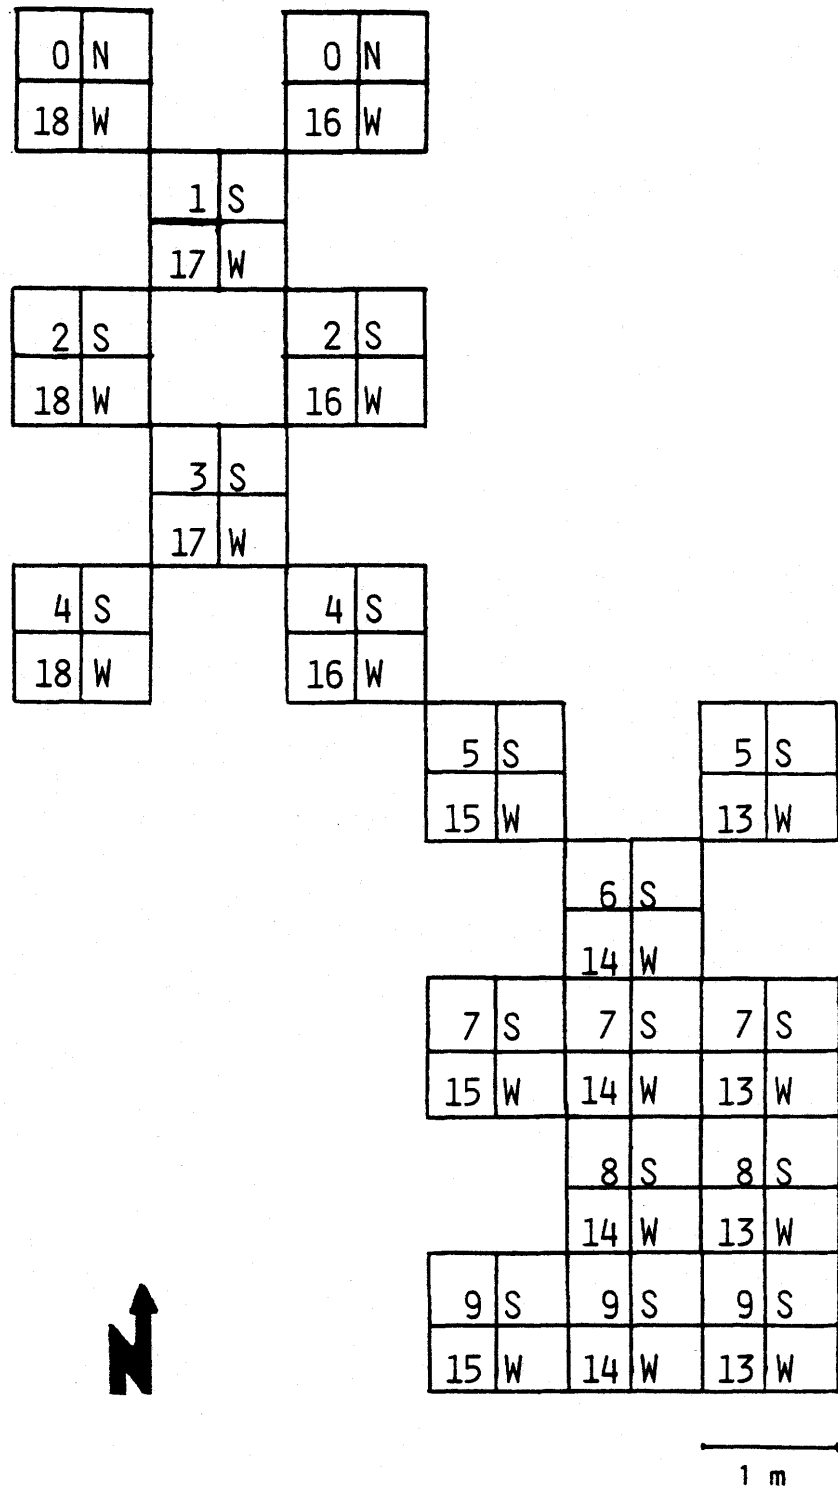 0 N 0 N
18 W 16 W
1 S
17 W
2 S 2 S
18 W 16 W
3 S
17 W
4 S 4 S
18 W 16 W
5 S 5 S
15 W 13 W
6 S
14 W
7 S 7 S 7 S
15 W 14 W 13 W
8 S 8 S
14 W 13 W
9 S 9 S 9 S
15 W 14 W 13 W
N
1 m